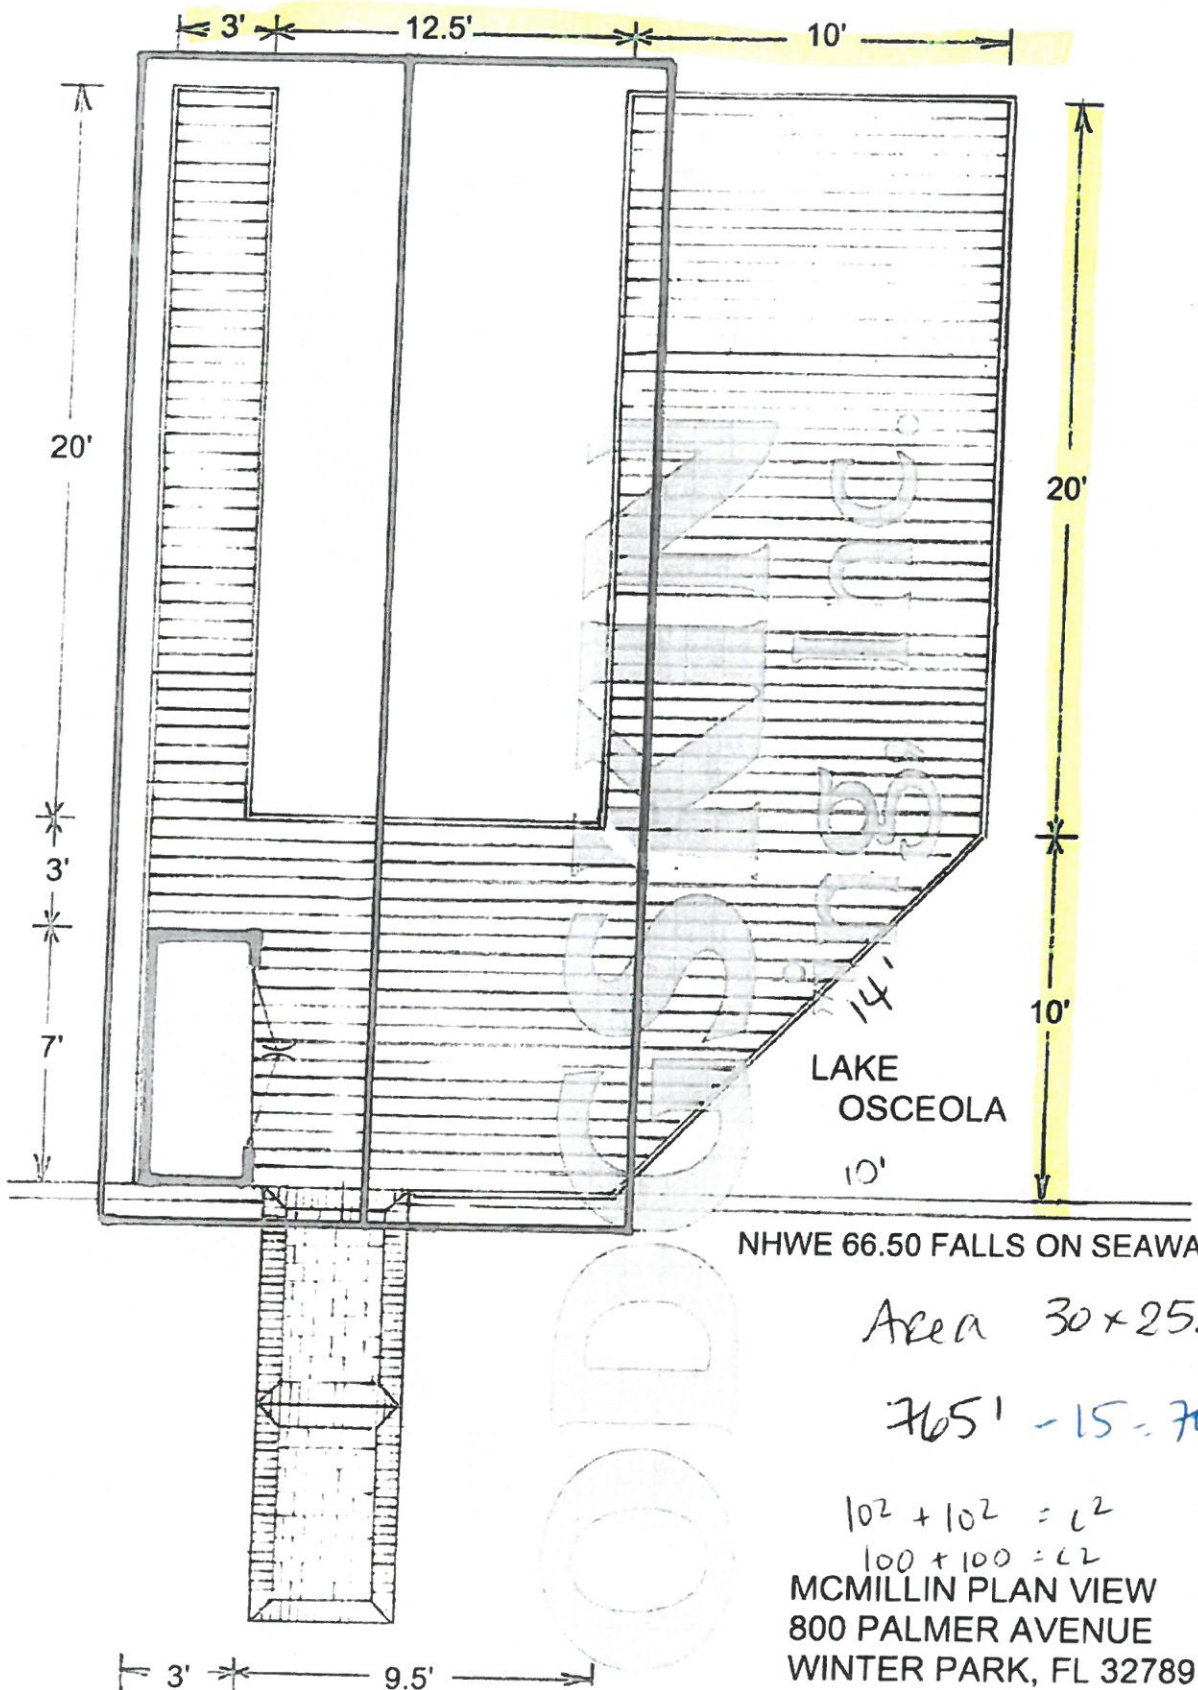 3' 12.5' 10'
20'
20'
3'
7'
10'
14'
LAKE
OSCEOLA
10'
NHWE 66.50 FALLS ON SEAWA
Area 30 x 25.
765' - 15 =
10² + 10² = c²
100 + 100 = c2
MCMILLIN PLAN VIEW
800 PALMER AVENUE
WINTER PARK, FL 32789
3' 9.5'